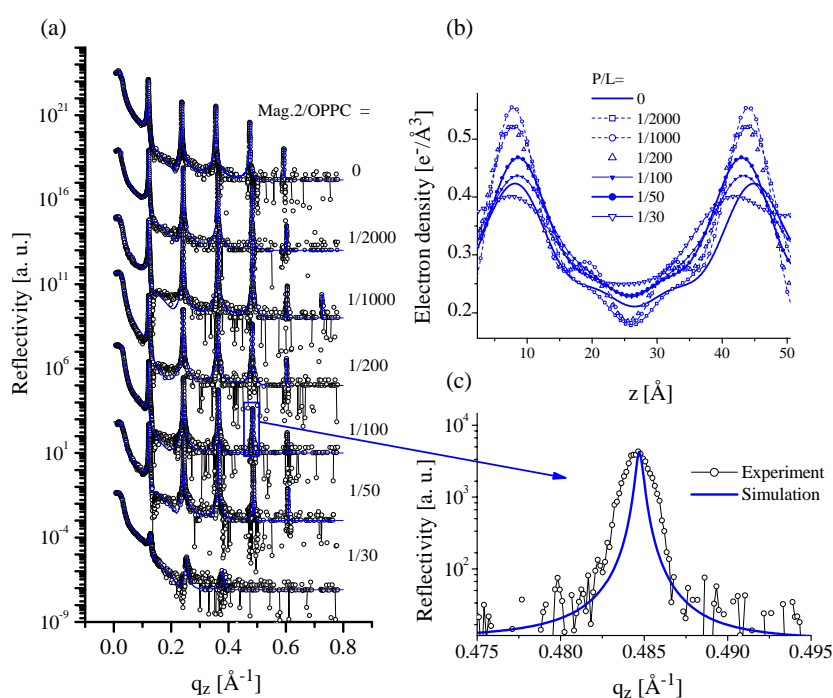 (a)
Mag.2/OPPC =
0
1/2000
1/1000
1/200
1/100
1/50
1/30
Reflectivity [a. u.]
10^21
10^16
10^11
10^6
10^1
10^-4
10^-9
0.0 0.2 0.4 0.6 0.8
q_z [Å^-1]
(b)
P/L=
0
1/2000
1/1000
1/200
1/100
1/50
1/30
Electron density [e^-/Å^3]
0.5
0.4
0.3
0.2
10 20 30 40 50
z [Å]
(c)
Reflectivity [a. u.]
10^4
10^3
10^2
Experiment
Simulation
0.475 0.480 0.485 0.490 0.495
q_z [Å^-1]